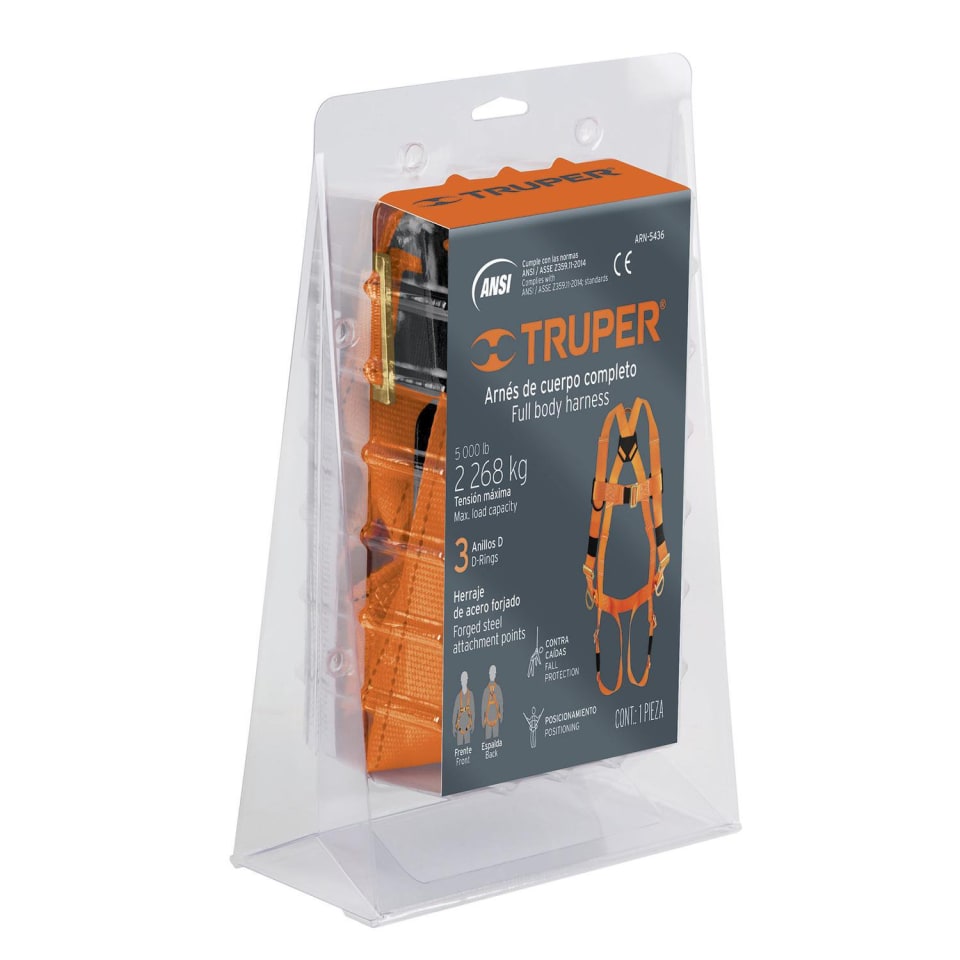 TRUPER
ARN-5436
ANSI
Cumple con las normas
ANSI / ASSE Z359.11-2014
Complies with
ANSI / ASSE Z359.11-2014; standards
CE
TRUPER®
Arnés de cuerpo completo
Full body harness
5 000 lb
2 268 kg
Tensión máxima
Max. load capacity
3 Anillos D
D-Rings
Herraje
de acero forjado
Forged steel
attachment points
CONTRA
CAÍDAS
FALL
PROTECTION
Frente
Front
Espalda
Back
POSICIONAMIENTO
POSITIONING
CONT.: 1 PIEZA